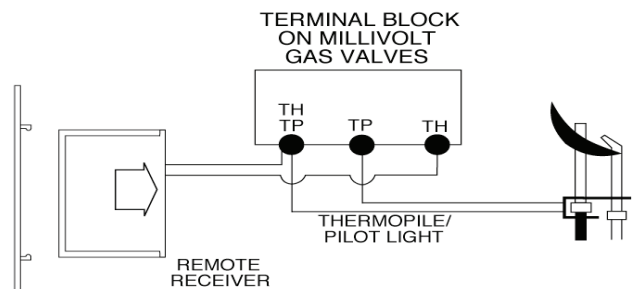 TERMINAL BLOCK
ON MILLIVOLT
GAS VALVES
TH
TP TP TH
THERMOPILE/
PILOT LIGHT
REMOTE
RECEIVER